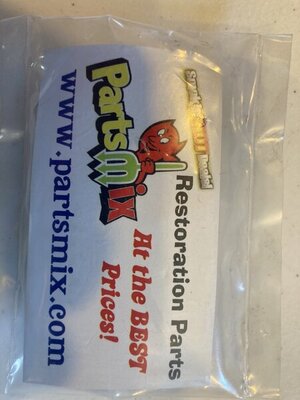 Restoration Parts
PartsMix
At the BEST
Prices!
www.partsmix.com